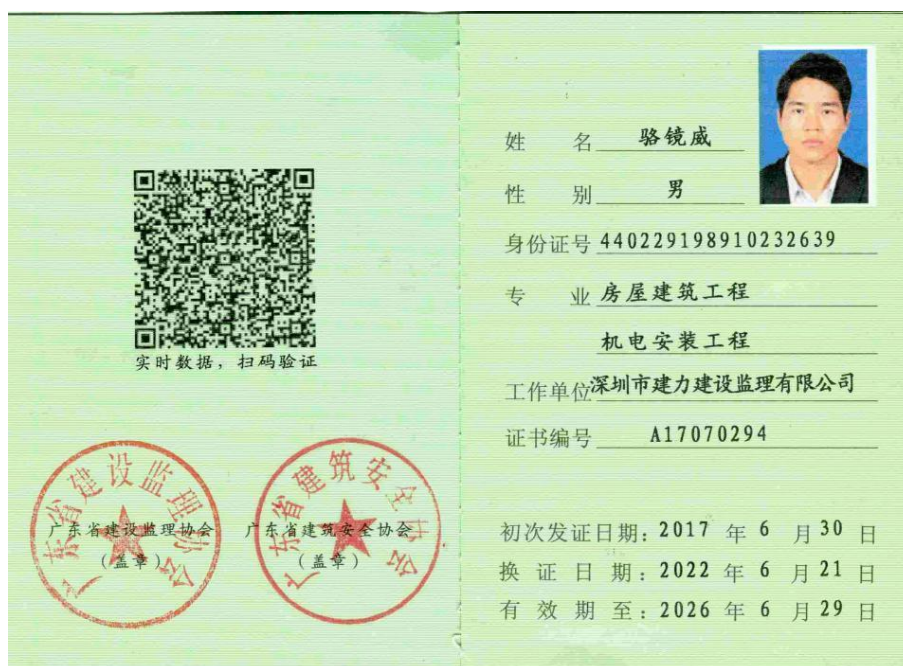 实时数据，扫码验证
广东省建设监理协会
广东省建设监理协会
（盖章）
广东省建筑安全协会
广东省建筑安全协会
（盖章）
姓 名 骆镜威
性 别 男
身份证号 440229198910232639
专 业 房屋建筑工程
机电安装工程
工作单位 深圳市建力建设监理有限公司
证书编号 A17070294
初次发证日期：2017 年 6 月 30 日
换 证 日 期：2022 年 6 月 21 日
有 效 期 至：2026 年 6 月 29 日